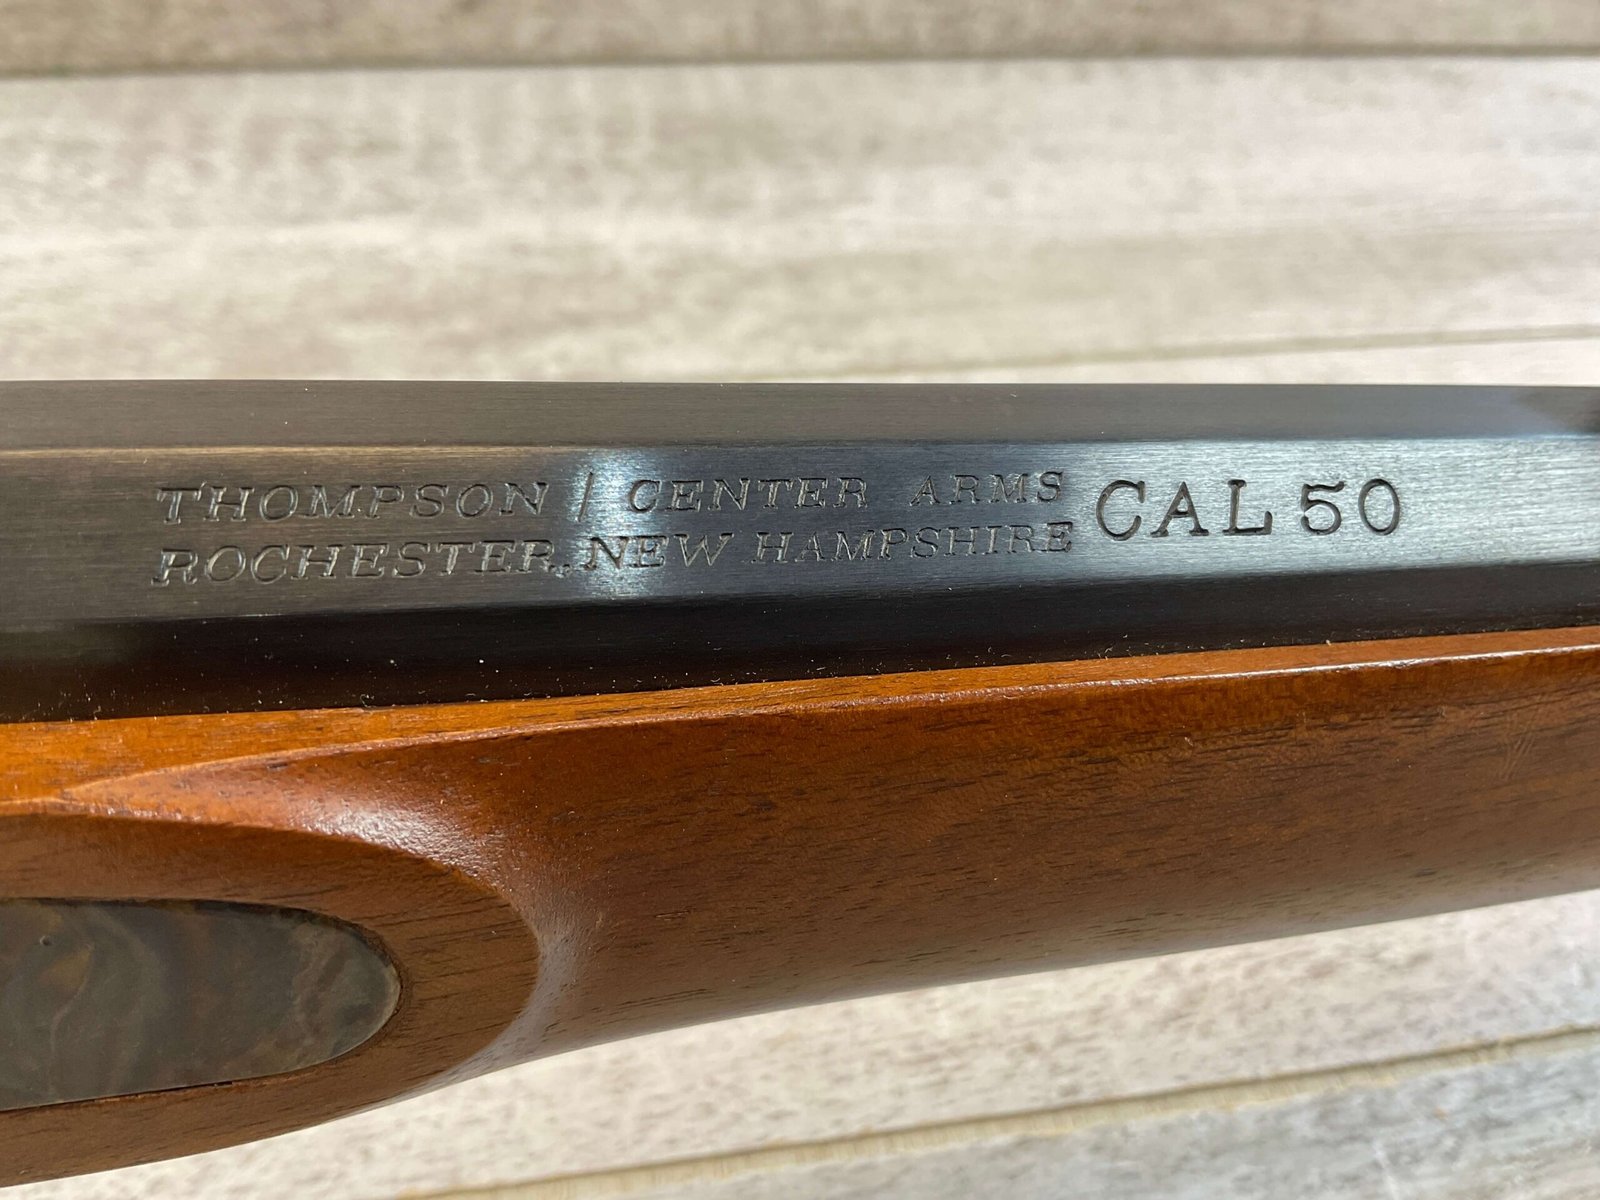 THOMPSON / CENTER ARMS
ROCHESTER, NEW HAMPSHIRE
CAL 50